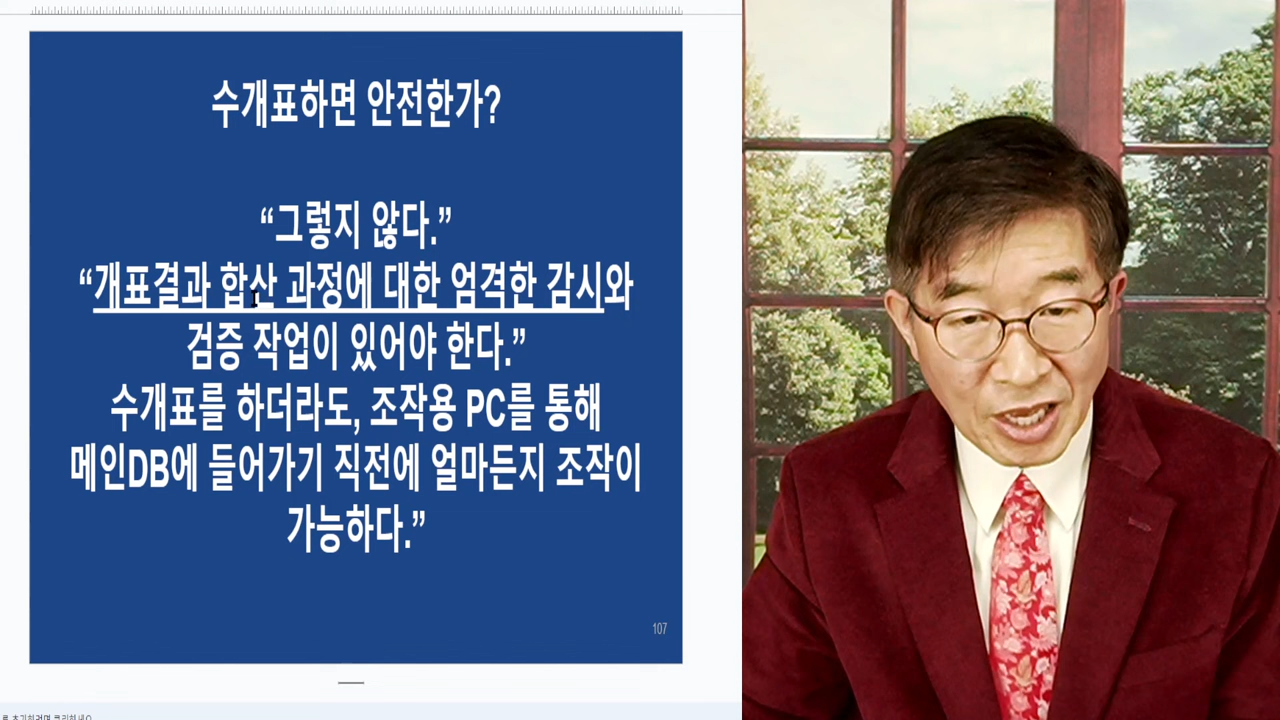 수개표하면 안전한가?
“그렇지 않다.”
“개표결과 합산 과정에 대한 엄격한 감시와
검증 작업이 있어야 한다.”
수개표를 하더라도, 조작용 PC를 통해
메인DB에 들어가기 직전에 얼마든지 조작이
가능하다.”
107